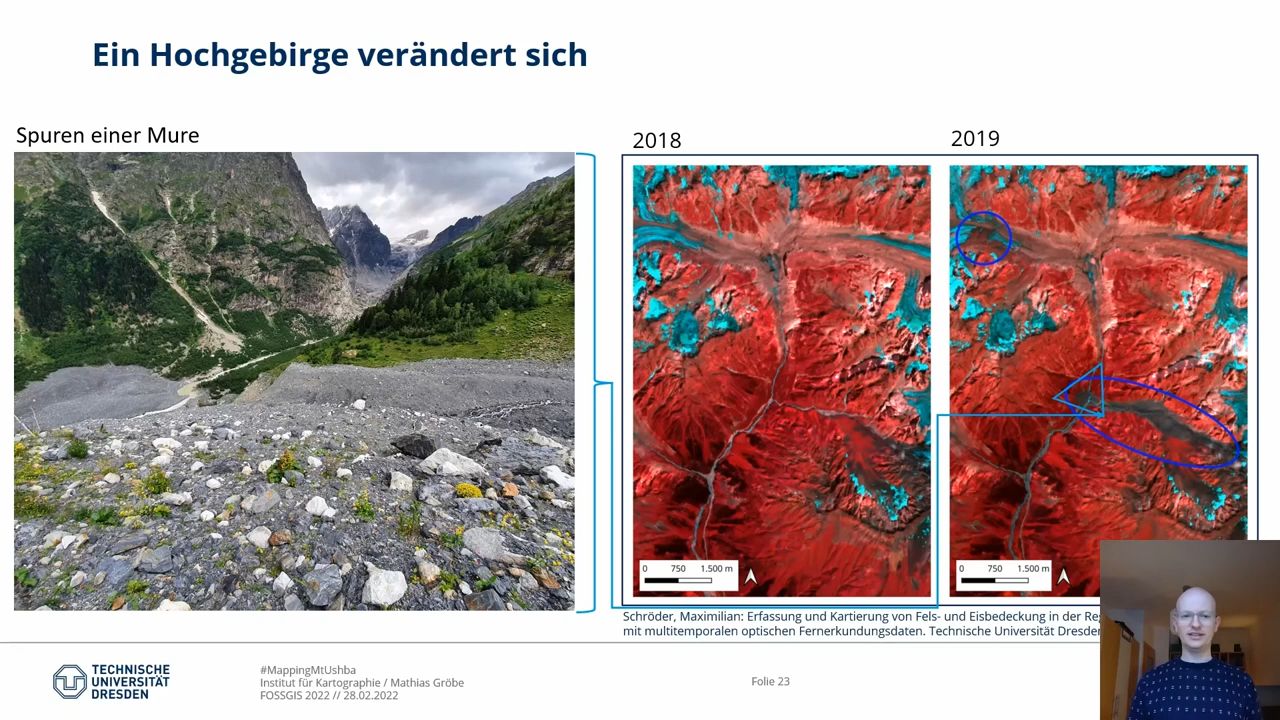 Ein Hochgebirge verändert sich
Spuren einer Mure
2018
2019
0 750 1.500 m
0 750 1.500 m
Schröder, Maximilian: Erfassung und Kartierung von Fels- und Eisbedeckung in der
mit multitemporalen optischen Fernerkundungsdaten. Technische Universität Dresden
TECHNISCHE
UNIVERSITÄT
DRESDEN
#MappingMtUshba
Institut für Kartographie / Mathias Gröbe
FOSSGIS 2022 // 28.02.2022
Folie 23